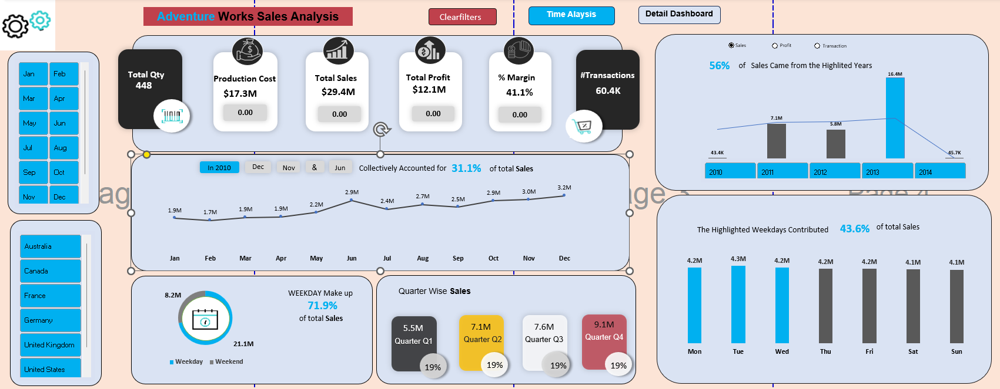 Adventure Works Sales Analysis
Clearfilters
Time Alaysis
Detail Dashboard
Jan Feb
Mar Apr
May Jun
Jul Aug
Sep Oct
Nov Dec
Total Qty
448
Production Cost
$17.3M
0.00
Total Sales
$29.4M
0.00
Total Profit
$12.1M
0.00
% Margin
41.1%
0.00
#Transactions
60.4K
Sales Profit Transaction
56% of Sales Came from the Highlited Years
16.4M
7.1M
5.8M
43.4K
45.7K
2010 2011 2012 2013 2014
In 2010 Dec Nov & Jun Collectively Accounted for 31.1% of total Sales
1.9M 1.7M 1.9M 1.9M 2.2M 2.9M 2.4M 2.7M 2.5M 2.9M 3.0M 3.2M
Jan Feb Mar Apr May Jun Jul Aug Sep Oct Nov Dec
Page 3
Page 4
Australia
Canada
France
Germany
United Kingdom
United States
8.2M
21.1M
Weekday Weekend
WEEKDAY Make up
71.9%
of total Sales
Quarter Wise Sales
5.5M
Quarter Q1
19%
7.1M
Quarter Q2
19%
7.6M
Quarter Q3
19%
9.1M
Quarter Q4
19%
The Highlighted Weekdays Contributed 43.6% of total Sales
4.2M 4.3M 4.2M 4.2M 4.2M 4.1M 4.1M
Mon Tue Wed Thu Fri Sat Sun